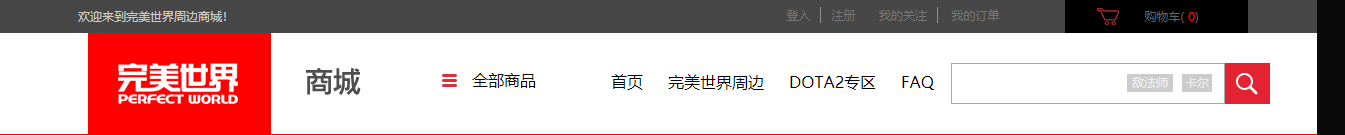 欢迎来到完美世界周边商城！ 登入 注册 我的关注 我的订单 购物车( 0)
完美世界 商城 全部商品 首页 完美世界周边 DOTA2专区 FAQ 敌法师 卡尔
PERFECT WORLD